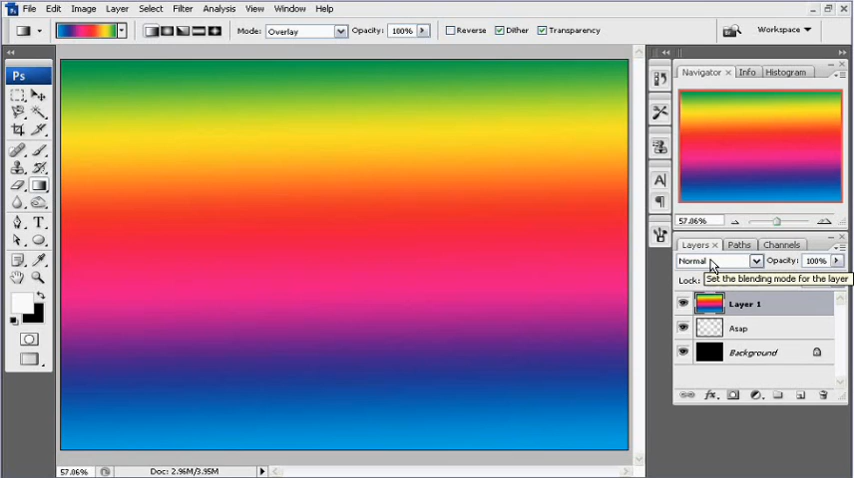 File Edit Image Layer Select Filter Analysis View Window Help
Mode: Overlay Opacity: 100% Reverse Dither Transparency Workspace
Ps
Navigator Info Histogram
57.86%
Layers Paths Channels
Normal Opacity: 100%
Set the blending mode for the layer
Lock:
Layer 1
Asap
Background
57.86% Doc: 2.96M/3.95M